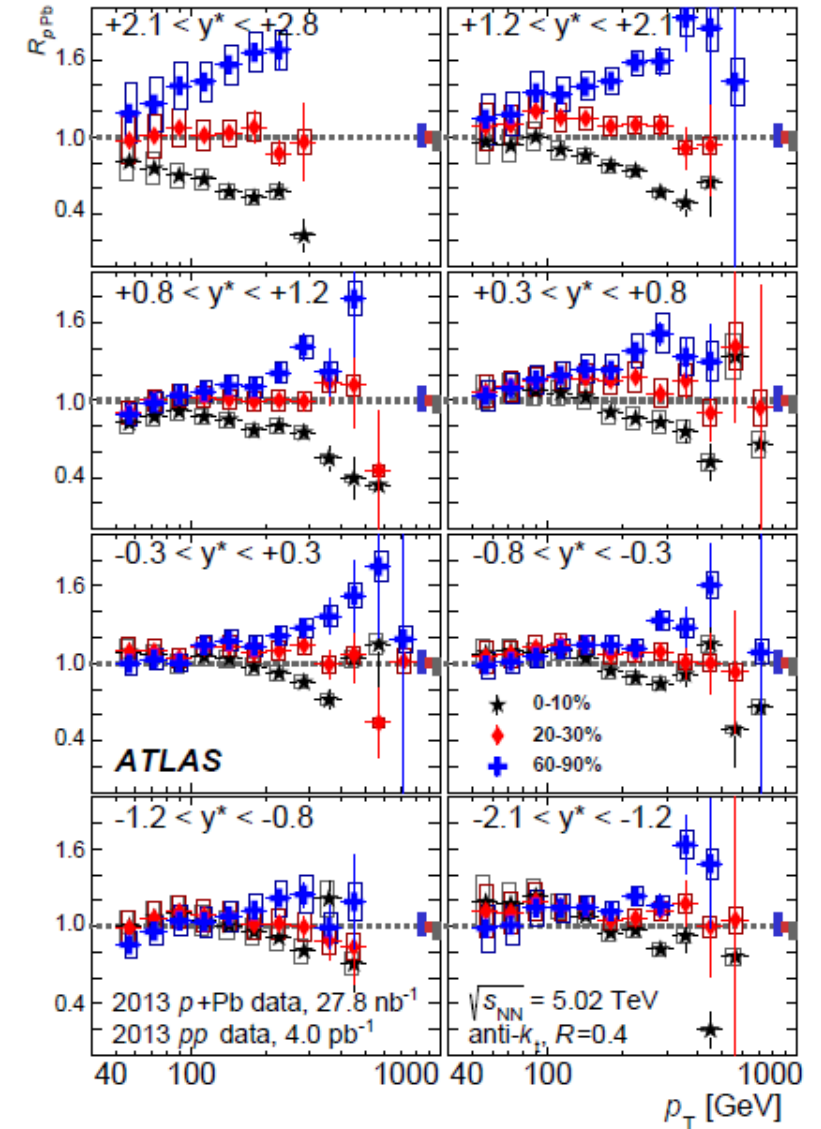 R_pPb
+2.1 < y* < +2.8
+1.2 < y* < +2.1
1.6
1.0
0.4
+0.8 < y* < +1.2
+0.3 < y* < +0.8
1.6
1.0
0.4
-0.3 < y* < +0.3
-0.8 < y* < -0.3
1.6
1.0
0.4
ATLAS
0-10%
20-30%
60-90%
-1.2 < y* < -0.8
-2.1 < y* < -1.2
1.6
1.0
0.4
2013 p+Pb data, 27.8 nb⁻¹
2013 pp data, 4.0 pb⁻¹
√s_NN = 5.02 TeV
anti-k_t, R=0.4
40 100 1000 40 100 1000
p_T [GeV]